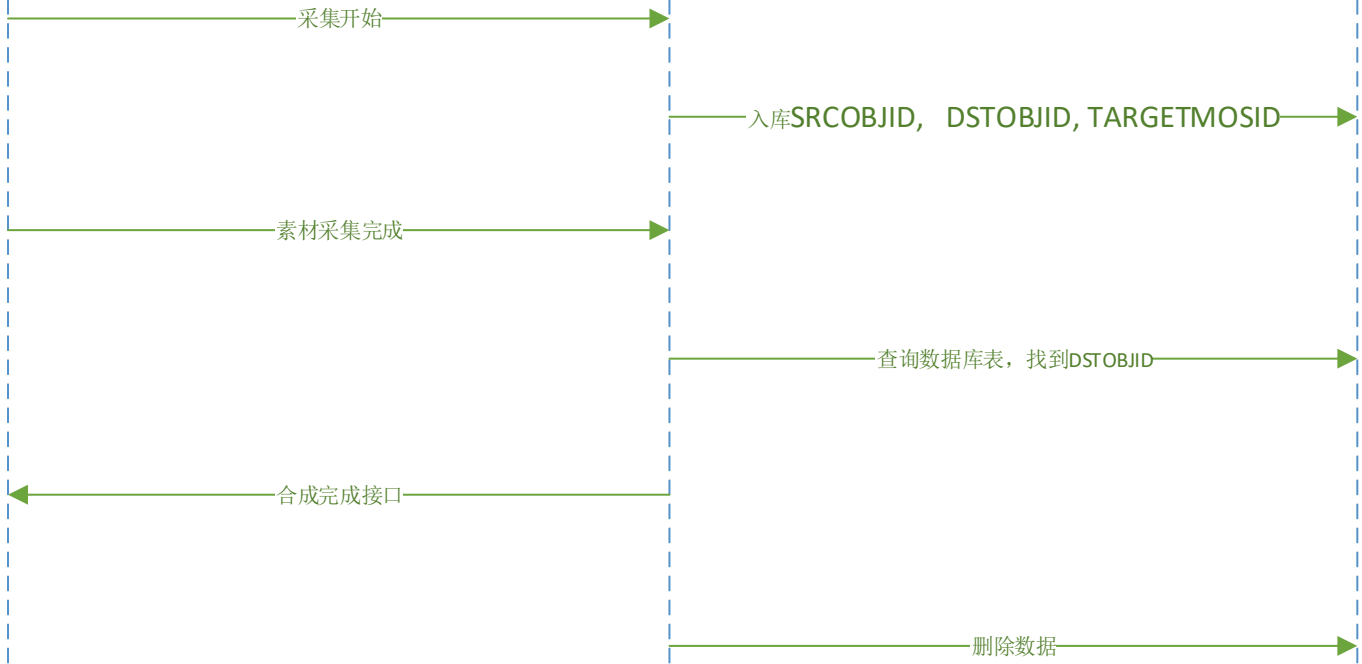 采集开始
入库SRCOBJID, DSTOBJID, TARGETMOSID
素材采集完成
查询数据库表，找到DSTOBJID
合成完成接口
删除数据